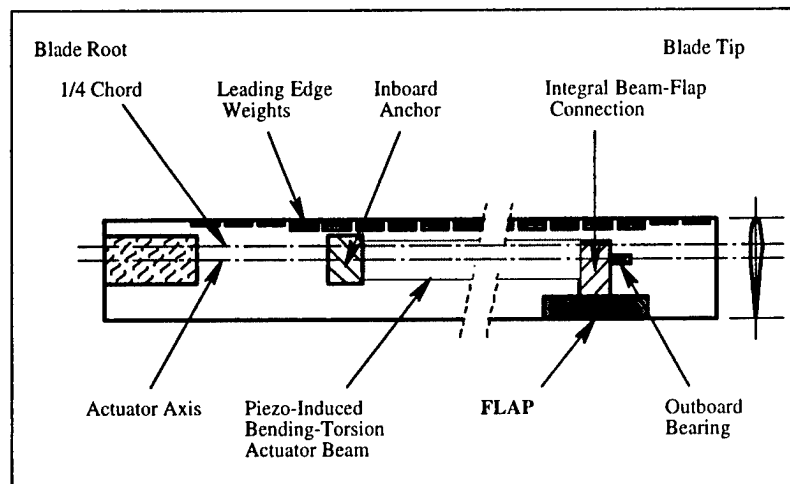 Blade Root
Blade Tip
1/4 Chord
Leading Edge
Weights
Inboard
Anchor
Integral Beam-Flap
Connection
Actuator Axis
Piezo-Induced
Bending-Torsion
Actuator Beam
FLAP
Outboard
Bearing